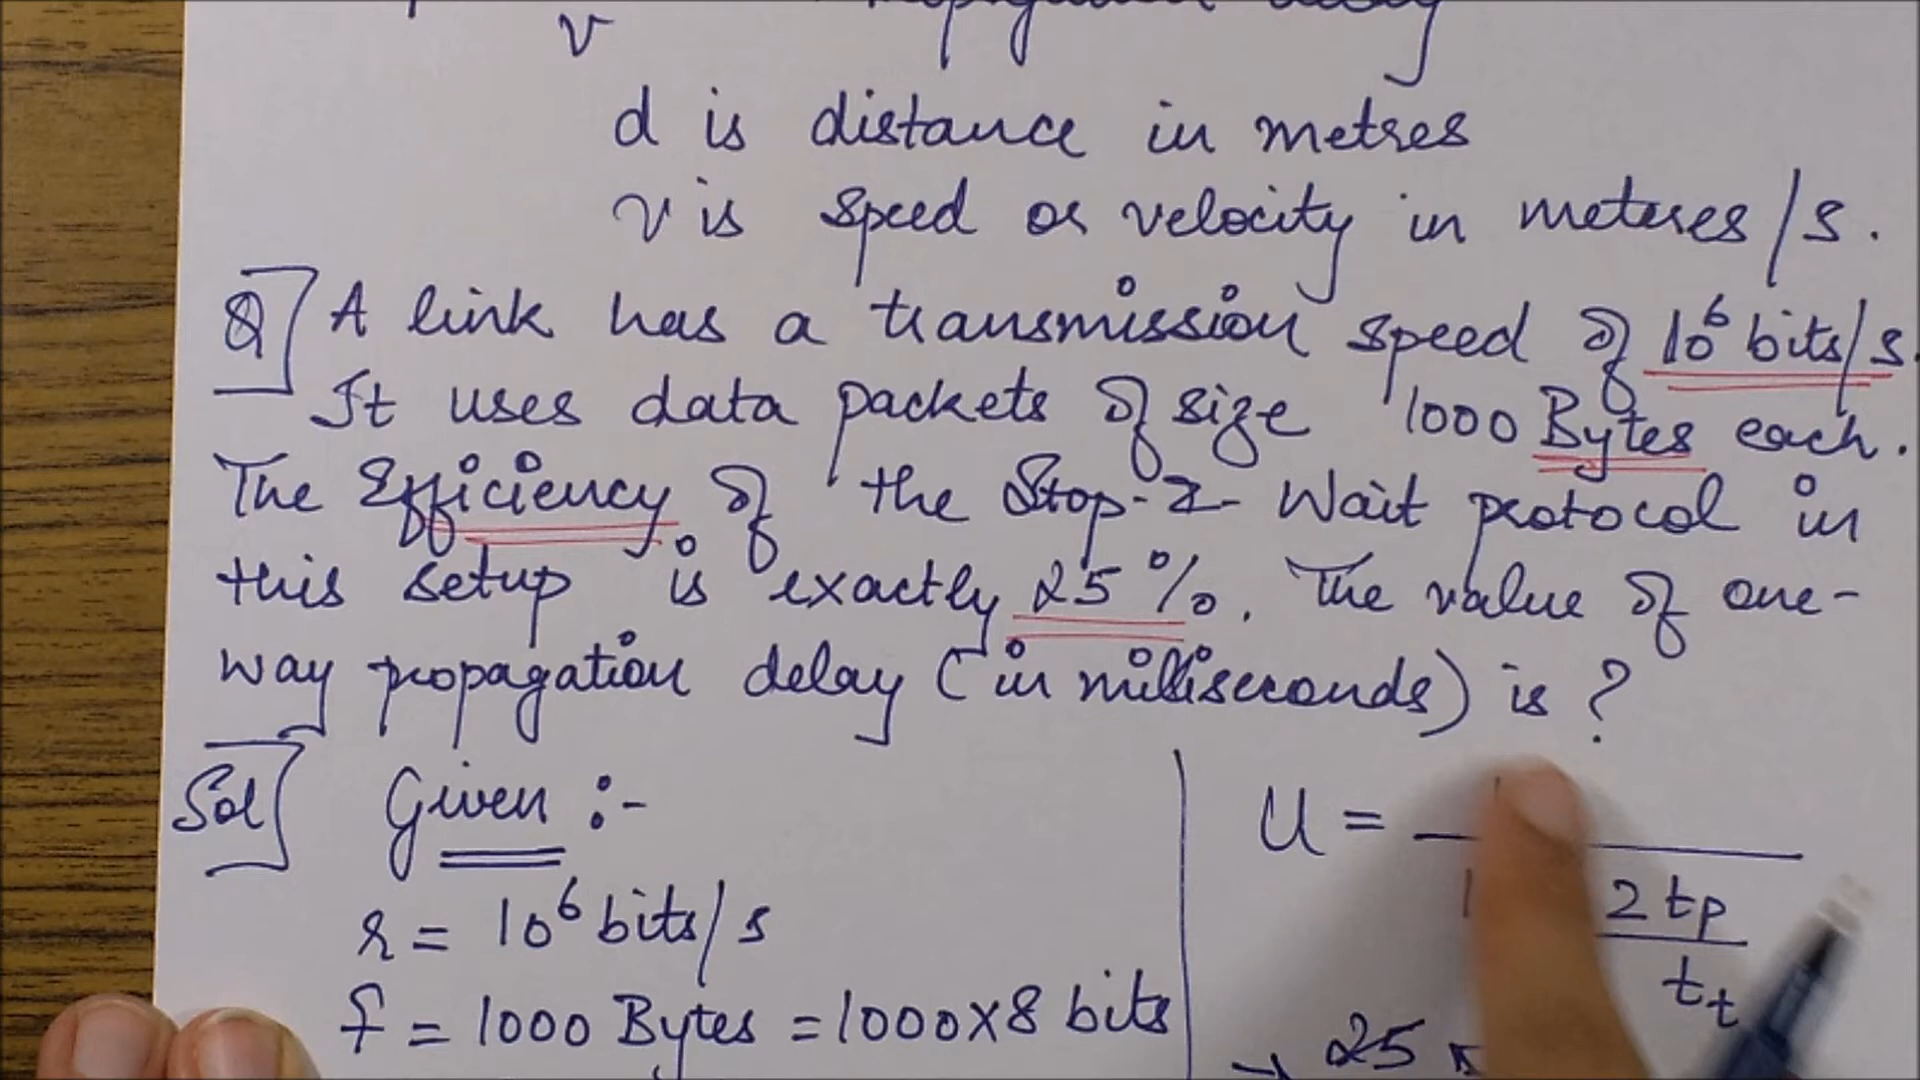 v
d is distance in metres
v is speed or velocity in metres/s.
Q] A link has a transmission speed of 10⁶ bits/s.
It uses data packets of size 1000 Bytes each.
The Efficiency of the Stop-&-Wait protocol in
this setup is exactly 25%. The value of one-
way propagation delay (in milliseconds) is?
Sol] Given :-
U =
2tp
tt
r = 10⁶ bits/s
f = 1000 Bytes = 1000x8 bits
→ 25